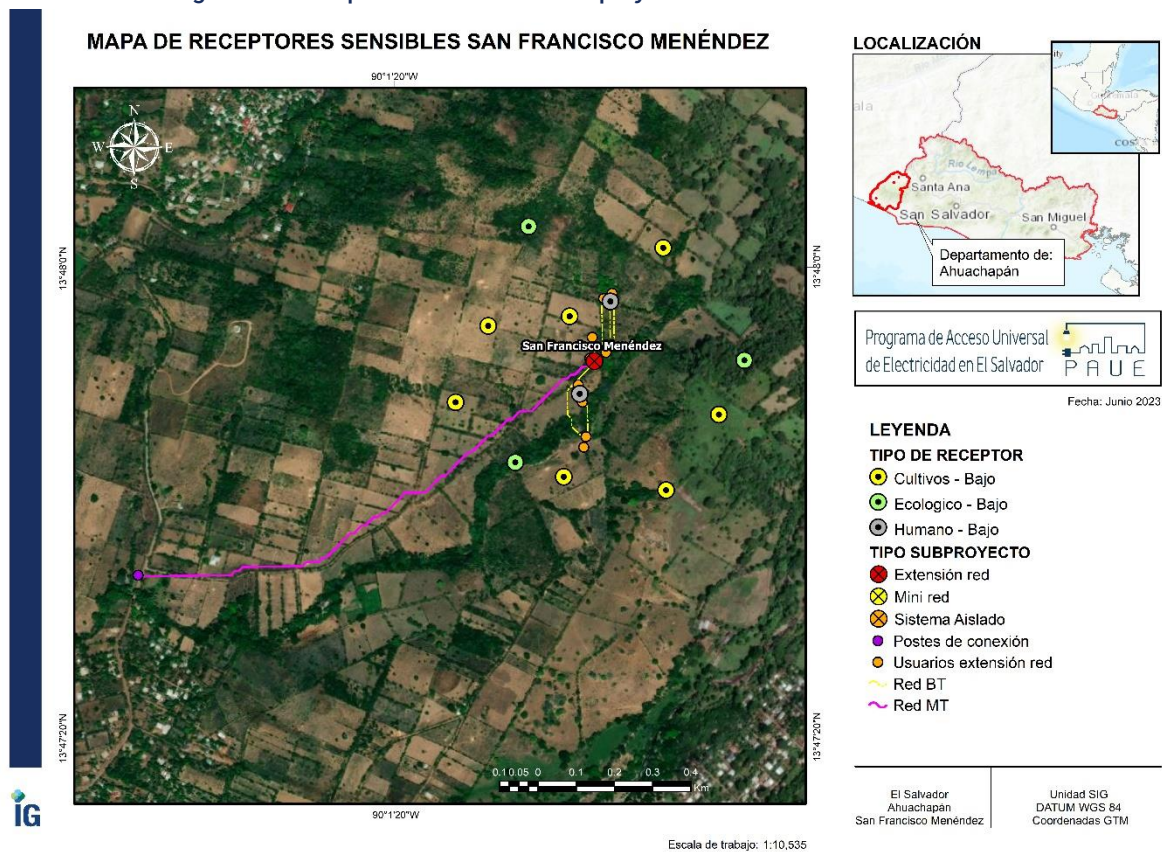 MAPA DE RECEPTORES SENSIBLES SAN FRANCISCO MENÉNDEZ
90°1'20"W
N
W E
S
13°48'0"N
13°48'0"N
San Francisco Menéndez
13°47'20"N
13°47'20"N
0.1 0.05 0 0.1 0.2 0.3 0.4
Km
90°1'20"W
Escala de trabajo: 1:10,535
IG
LOCALIZACIÓN
Guatemala
Rio Lempa
Santa Ana
San Salvador
San Miguel
Departamento de:
Ahuachapán
Programa de Acceso Universal
de Electricidad en El Salvador
PAUE
Fecha: Junio 2023
LEYENDA
TIPO DE RECEPTOR
Cultivos - Bajo
Ecologico - Bajo
Humano - Bajo
TIPO SUBPROYECTO
Extensión red
Mini red
Sistema Aislado
Postes de conexión
Usuarios extensión red
Red BT
Red MT
El Salvador
Ahuachapán
San Francisco Menéndez
Unidad SIG
DATUM WGS 84
Coordenadas GTM